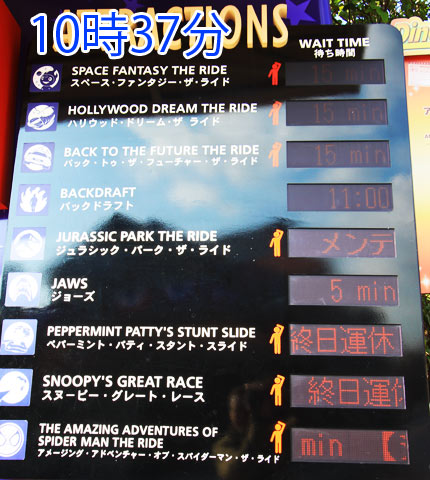 10時37分
ATTRACTIONS
WAIT TIME
待ち時間
SPACE FANTASY THE RIDE
スペース・ファンタジー・ザ・ライド
15 min
HOLLYWOOD DREAM THE RIDE
ハリウッド・ドリーム・ザ ライド
15 min
BACK TO THE FUTURE THE RIDE
バック・トゥ・ザ・フューチャー・ザ・ライド
15 min
BACKDRAFT
バックドラフト
11:00
JURASSIC PARK THE RIDE
ジュラシック・パーク・ザ・ライド
メンテ
JAWS
ジョーズ
5 min
PEPPERMINT PATTY'S STUNT SLIDE
ペパーミント・パティ・スタント・スライド
終日運休
SNOOPY'S GREAT RACE
スヌーピー・グレート・レース
終日運休
THE AMAZING ADVENTURES OF
SPIDER MAN THE RIDE
アメージング・アドベンチャー・オブ・スパイダーマン・ザ・ライド
min